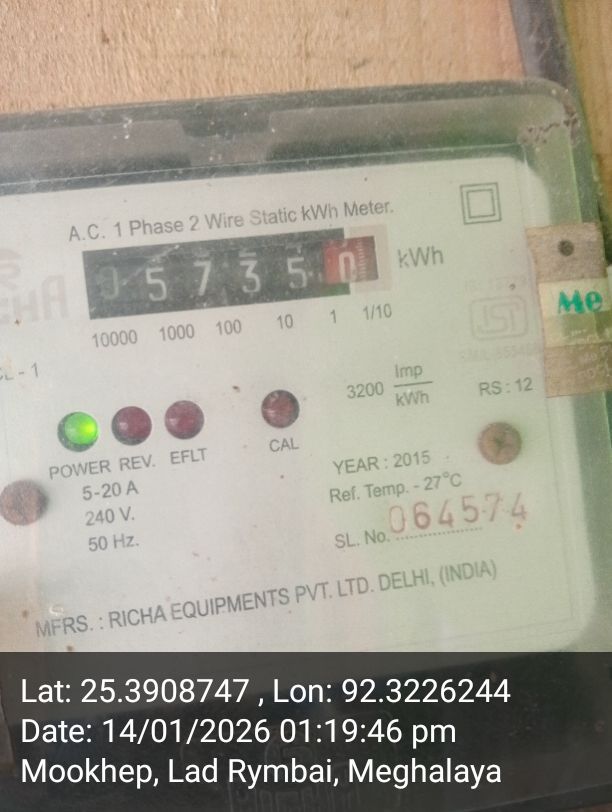 A.C. 1 Phase 2 Wire Static kWh Meter.
0 5 7 3 5 0 kWh
10000 1000 100 10 1 1/10
CL - 1
3200 Imp/kWh RS : 12
POWER REV. EFLT CAL
5-20 A
240 V.
50 Hz.
YEAR : 2015
Ref. Temp. - 27°C
SL. No. 064574
MFRS. : RICHA EQUIPMENTS PVT. LTD. DELHI, (INDIA)
Me
Lat: 25.3908747 , Lon: 92.3226244
Date: 14/01/2026 01:19:46 pm
Mookhep, Lad Rymbai, Meghalaya